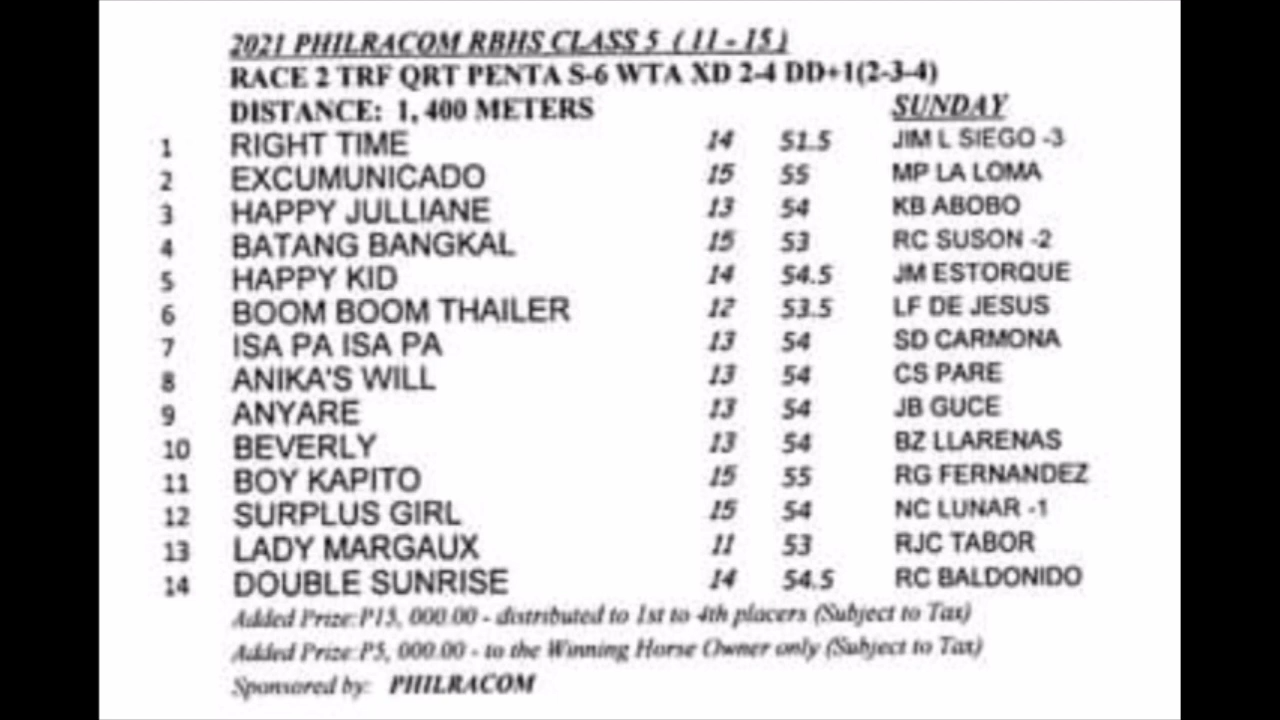 2021 PHILRACOM RBHS CLASS 5 ( 11 - 15 )
RACE 2 TRF QRT PENTA S-6 WTA XD 2-4 DD+1(2-3-4)
DISTANCE: 1, 400 METERS SUNDAY
1 RIGHT TIME 14 51.5 JIM L SIEGO -3
2 EXCUMUNICADO 15 55 MP LA LOMA
3 HAPPY JULLIANE 13 54 KB ABOBO
4 BATANG BANGKAL 15 53 RC SUSON -2
5 HAPPY KID 14 54.5 JM ESTORQUE
6 BOOM BOOM THAILER 12 53.5 LF DE JESUS
7 ISA PA ISA PA 13 54 SD CARMONA
8 ANIKA'S WILL 13 54 CS PARE
9 ANYARE 13 54 JB GUCE
10 BEVERLY 13 54 BZ LLARENAS
11 BOY KAPITO 15 55 RG FERNANDEZ
12 SURPLUS GIRL 15 54 NC LUNAR -1
13 LADY MARGAUX 11 53 RJC TABOR
14 DOUBLE SUNRISE 14 54.5 RC BALDONIDO
Added Prize: P15, 000.00 - distributed to 1st to 4th placers (Subject to Tax)
Added Prize: P5, 000.00 - to the Winning Horse Owner only (Subject to Tax)
Sponsored by: PHILRACOM